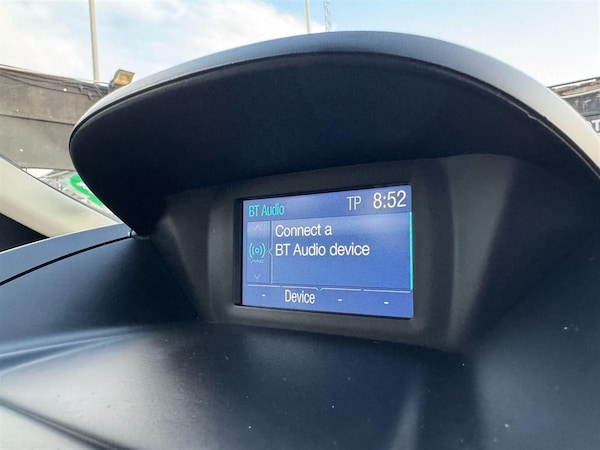 BT Audio TP 8:52
Connect a
BT Audio device
- Device - -